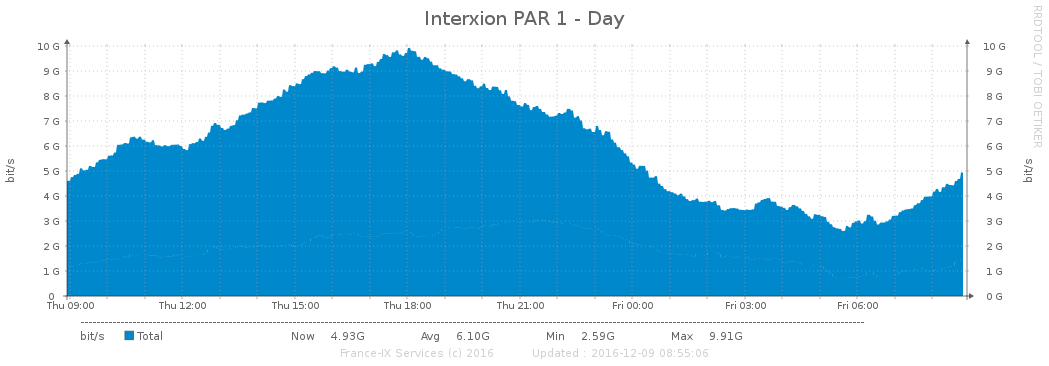 Interxion PAR 1 - Day
RRDTOOL / TOBI OETIKER
bit/s
10 G 10 G
9 G 9 G
8 G 8 G
7 G 7 G
6 G 6 G
5 G 5 G
4 G 4 G
3 G 3 G
2 G 2 G
1 G 1 G
0 0 G
bit/s
Thu 09:00 Thu 12:00 Thu 15:00 Thu 18:00 Thu 21:00 Fri 00:00 Fri 03:00 Fri 06:00
bit/s Total Now 4.93G Avg 6.10G Min 2.59G Max 9.91G
France-IX Services (c) 2016 Updated : 2016-12-09 08:55:06